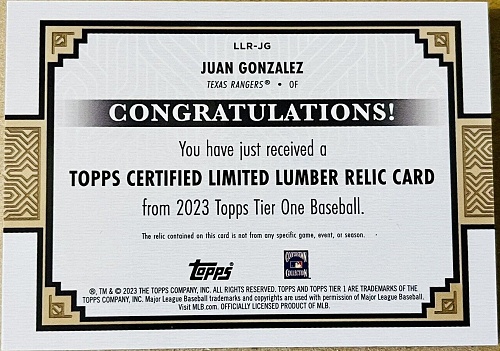 LLR-JG
JUAN GONZALEZ
TEXAS RANGERS® • OF
CONGRATULATIONS!
You have just received a
TOPPS CERTIFIED LIMITED LUMBER RELIC CARD
from 2023 Topps Tier One Baseball.
The relic contained on this card is not from any specific game, event, or season.
topps
COOPERSTOWN
COLLECTION
®, TM & © 2023 THE TOPPS COMPANY, INC. ALL RIGHTS RESERVED. TOPPS AND TOPPS TIER 1 ARE TRADEMARKS OF THE
TOPPS COMPANY, INC. Major League Baseball trademarks and copyrights are used with permission of Major League Baseball.
Visit MLB.com. OFFICIALLY LICENSED PRODUCT OF MLB.